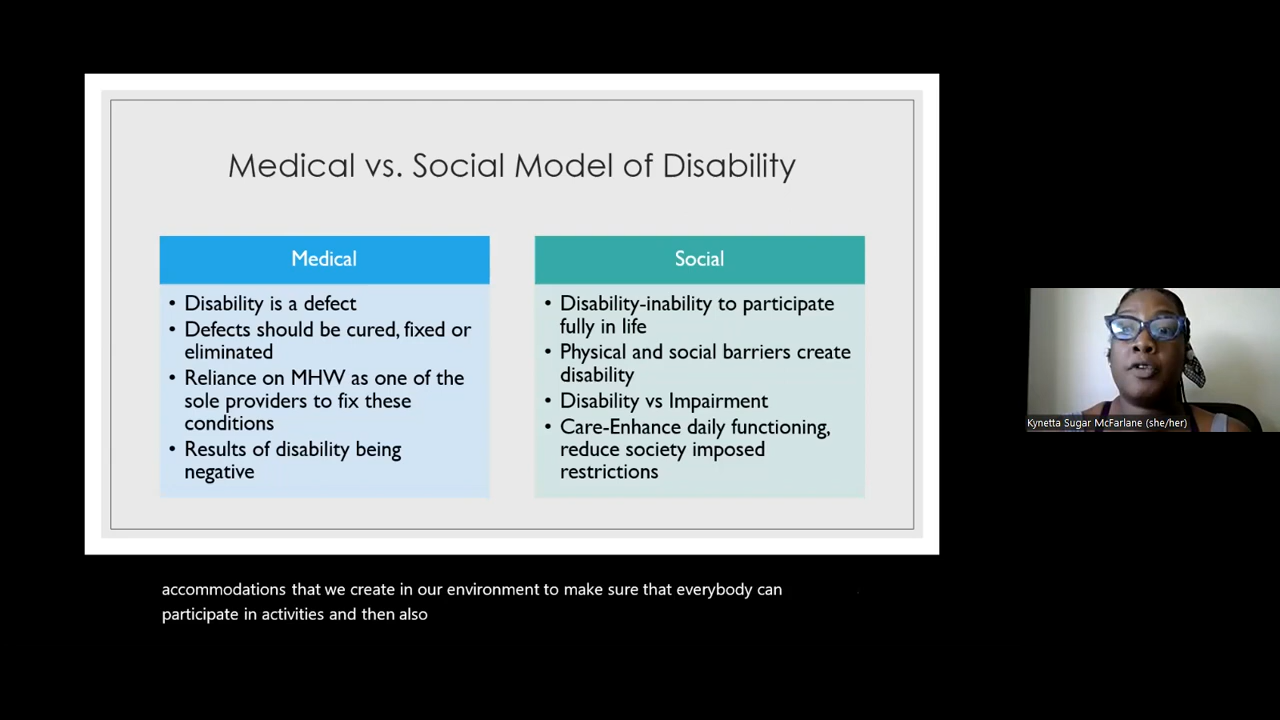 Medical vs. Social Model of Disability
Medical
• Disability is a defect
• Defects should be cured, fixed or
eliminated
• Reliance on MHW as one of the
sole providers to fix these
conditions
• Results of disability being
negative
Social
• Disability-inability to participate
fully in life
• Physical and social barriers create
disability
• Disability vs Impairment
• Care-Enhance daily functioning,
reduce society imposed
restrictions
Kynetta Sugar McFarlane (she/her)
accommodations that we create in our environment to make sure that everybody can
participate in activities and then also